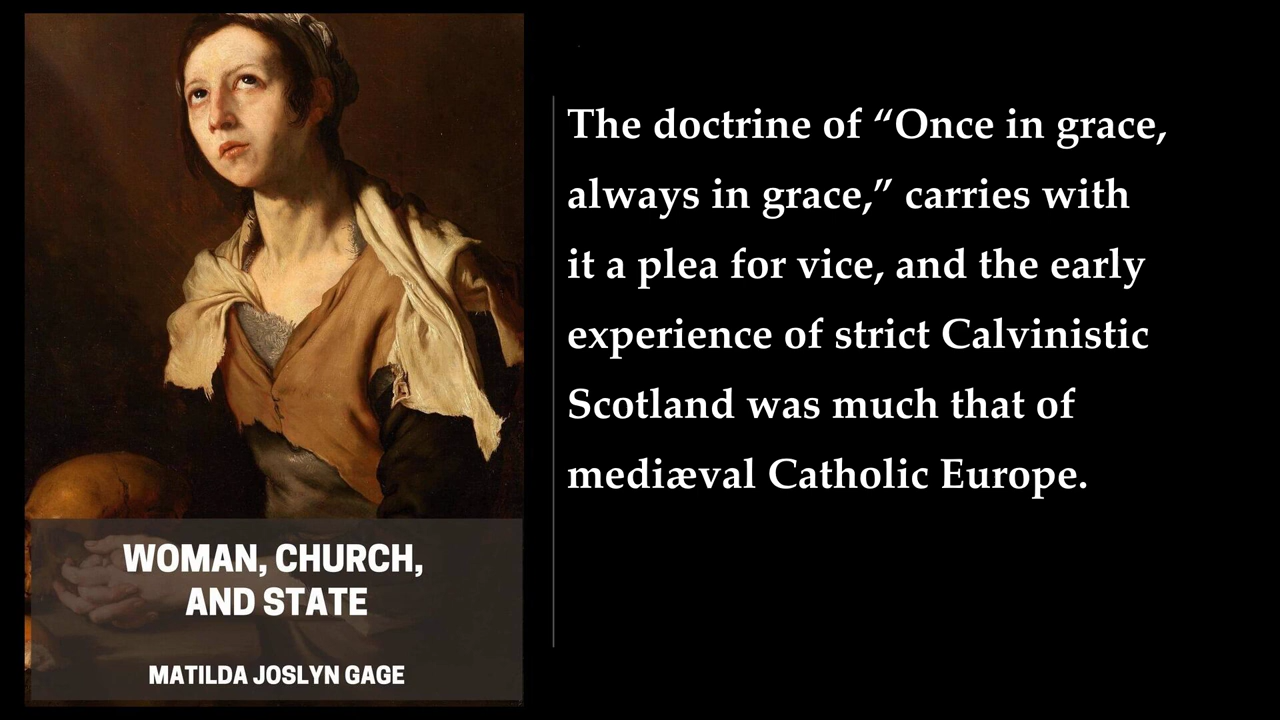 WOMAN, CHURCH,
AND STATE
MATILDA JOSLYN GAGE
The doctrine of “Once in grace,
always in grace,” carries with
it a plea for vice, and the early
experience of strict Calvinistic
Scotland was much that of
mediæval Catholic Europe.